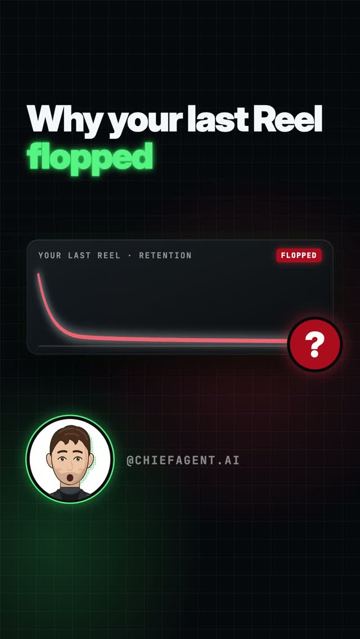 Why your last Reel
flopped
YOUR LAST REEL · RETENTION
FLOPPED
?
@CHIEFAGENT.AI